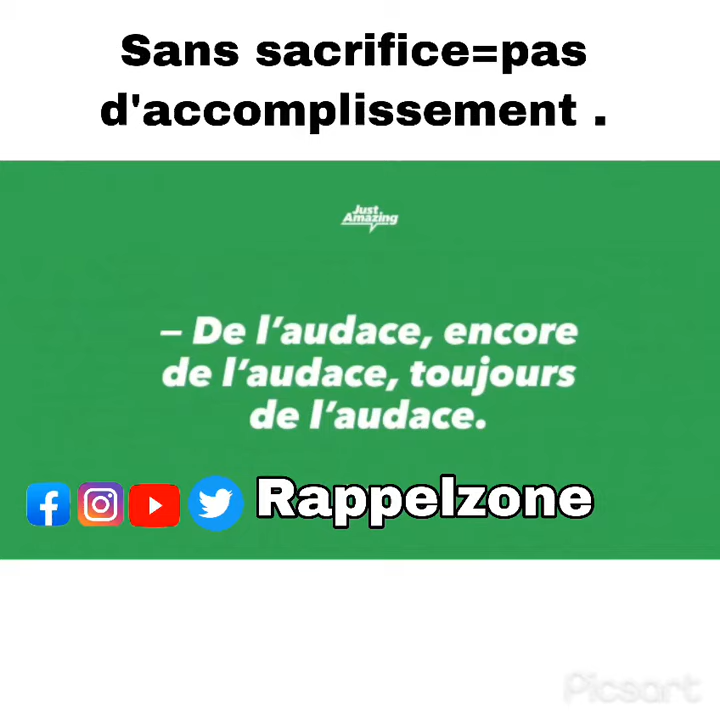 Sans sacrifice=pas
d'accomplissement .
Just
Amazing
– De l’audace, encore
de l’audace, toujours
de l’audace.
Rappelzone
Picsart